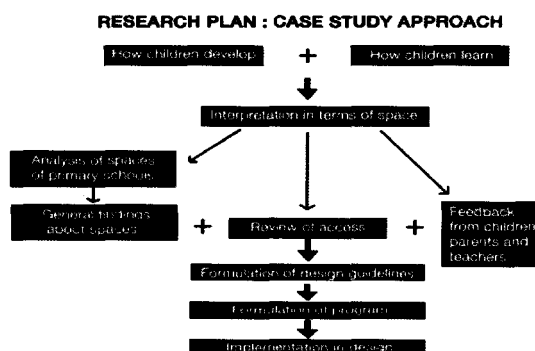 RESEARCH PLAN : CASE STUDY APPROACH
How children develop
+
How children learn
Interpretation in terms of space
Analysis of spaces
of primary schools
General findings
about spaces
+
Review of access
+
Feedback
from children
parents and
teachers
Formulation of design guidelines
Formulation of program
Implementation in design